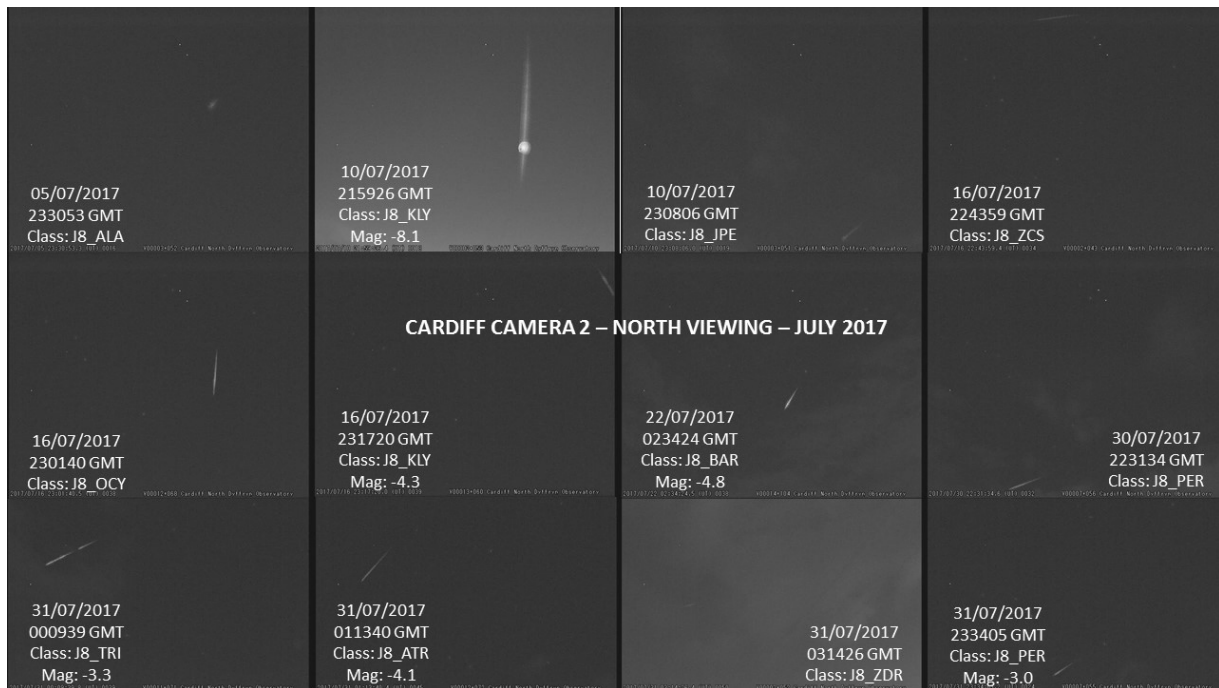 05/07/2017
233053 GMT
Class: J8_ALA
10/07/2017
215926 GMT
Class: J8_KLY
Mag: -8.1
10/07/2017
230806 GMT
Class: J8_JPE
16/07/2017
224359 GMT
Class: J8_ZCS
CARDIFF CAMERA 2 – NORTH VIEWING – JULY 2017
16/07/2017
230140 GMT
Class: J8_OCY
16/07/2017
231720 GMT
Class: J8_KLY
Mag: -4.3
22/07/2017
023424 GMT
Class: J8_BAR
Mag: -4.8
30/07/2017
223134 GMT
Class: J8_PER
31/07/2017
000939 GMT
Class: J8_TRI
Mag: -3.3
31/07/2017
011340 GMT
Class: J8_ATR
Mag: -4.1
31/07/2017
031426 GMT
Class: J8_ZDR
31/07/2017
233405 GMT
Class: J8_PER
Mag: -3.0